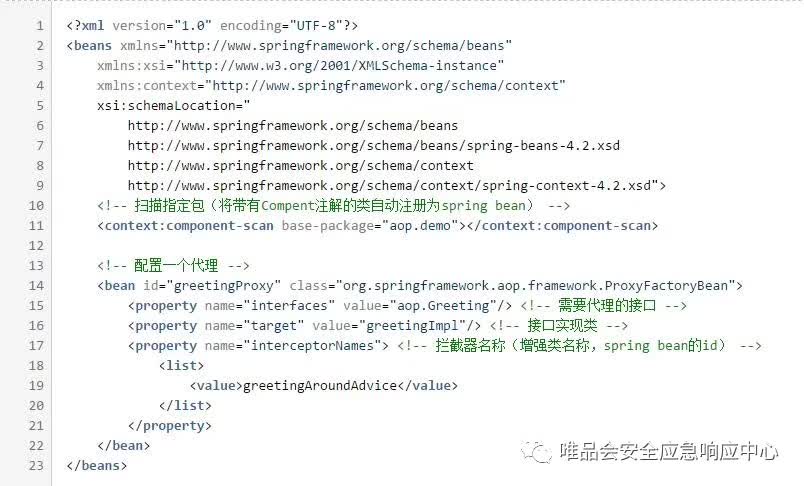 1 <?xml version="1.0" encoding="UTF-8"?>
2 <beans xmlns="http://www.springframework.org/schema/beans"
3 xmlns:xsi="http://www.w3.org/2001/XMLSchema-instance"
4 xmlns:context="http://www.springframework.org/schema/context"
5 xsi:schemaLocation="
6 http://www.springframework.org/schema/beans
7 http://www.springframework.org/schema/beans/spring-beans-4.2.xsd
8 http://www.springframework.org/schema/context
9 http://www.springframework.org/schema/context/spring-context-4.2.xsd">
10 <!-- 扫描指定包（将带有Compent注解的类自动注册为spring bean） -->
11 <context:component-scan base-package="aop.demo"></context:component-scan>
12
13 <!-- 配置一个代理 -->
14 <bean id="greetingProxy" class="org.springframework.aop.framework.ProxyFactoryBean">
15 <property name="interfaces" value="aop.Greeting"/> <!-- 需要代理的接口 -->
16 <property name="target" value="greetingImpl"/> <!-- 接口实现类 -->
17 <property name="interceptorNames"> <!-- 拦截器名称（增强类名称，spring bean的id） -->
18 <list>
19 <value>greetingAroundAdvice</value>
20 </list>
21 </property>
22 </bean>
23 </beans>
唯品会安全应急响应中心